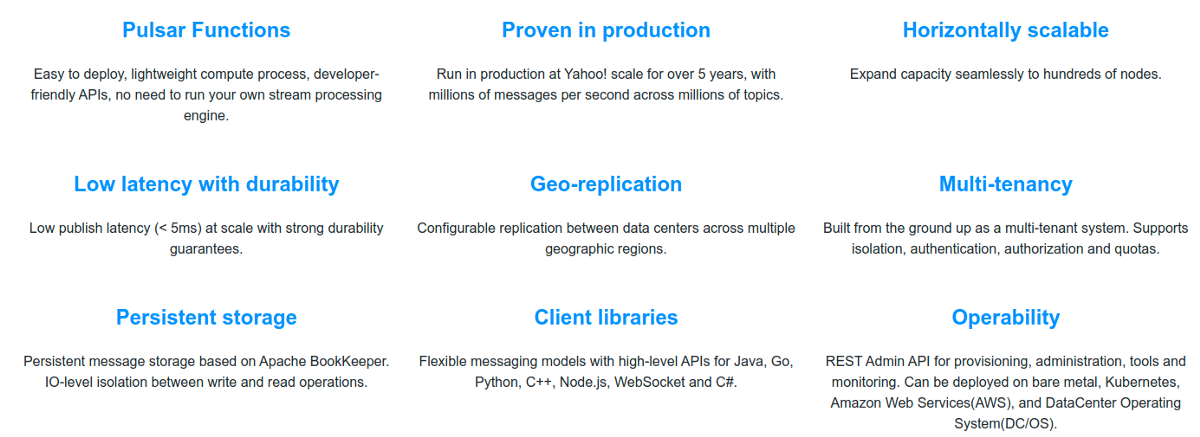 Pulsar Functions
Easy to deploy, lightweight compute process, developer-
friendly APIs, no need to run your own stream processing
engine.
Proven in production
Run in production at Yahoo! scale for over 5 years, with
millions of messages per second across millions of topics.
Horizontally scalable
Expand capacity seamlessly to hundreds of nodes.
Low latency with durability
Low publish latency (< 5ms) at scale with strong durability
guarantees.
Geo-replication
Configurable replication between data centers across multiple
geographic regions.
Multi-tenancy
Built from the ground up as a multi-tenant system. Supports
isolation, authentication, authorization and quotas.
Persistent storage
Persistent message storage based on Apache BookKeeper.
IO-level isolation between write and read operations.
Client libraries
Flexible messaging models with high-level APIs for Java, Go,
Python, C++, Node.js, WebSocket and C#.
Operability
REST Admin API for provisioning, administration, tools and
monitoring. Can be deployed on bare metal, Kubernetes,
Amazon Web Services(AWS), and DataCenter Operating
System(DC/OS).